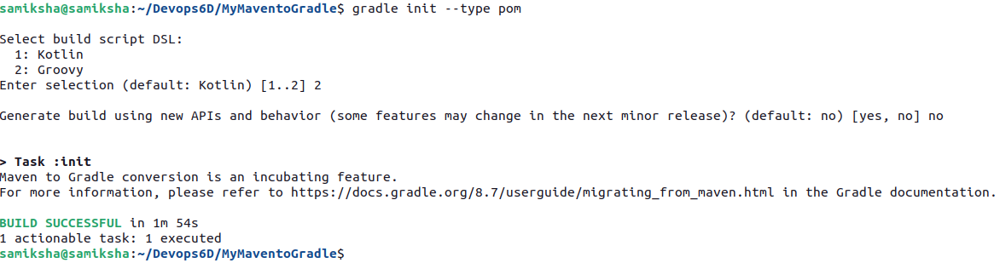 samiksha@samiksha:~/Devops6D/MyMaventoGradle$ gradle init --type pom
Select build script DSL:
  1: Kotlin
  2: Groovy
Enter selection (default: Kotlin) [1..2] 2
Generate build using new APIs and behavior (some features may change in the next minor release)? (default: no) [yes, no] no
> Task :init
Maven to Gradle conversion is an incubating feature.
For more information, please refer to https://docs.gradle.org/8.7/userguide/migrating_from_maven.html in the Gradle documentation.
BUILD SUCCESSFUL in 1m 54s
1 actionable task: 1 executed
samiksha@samiksha:~/Devops6D/MyMaventoGradle$